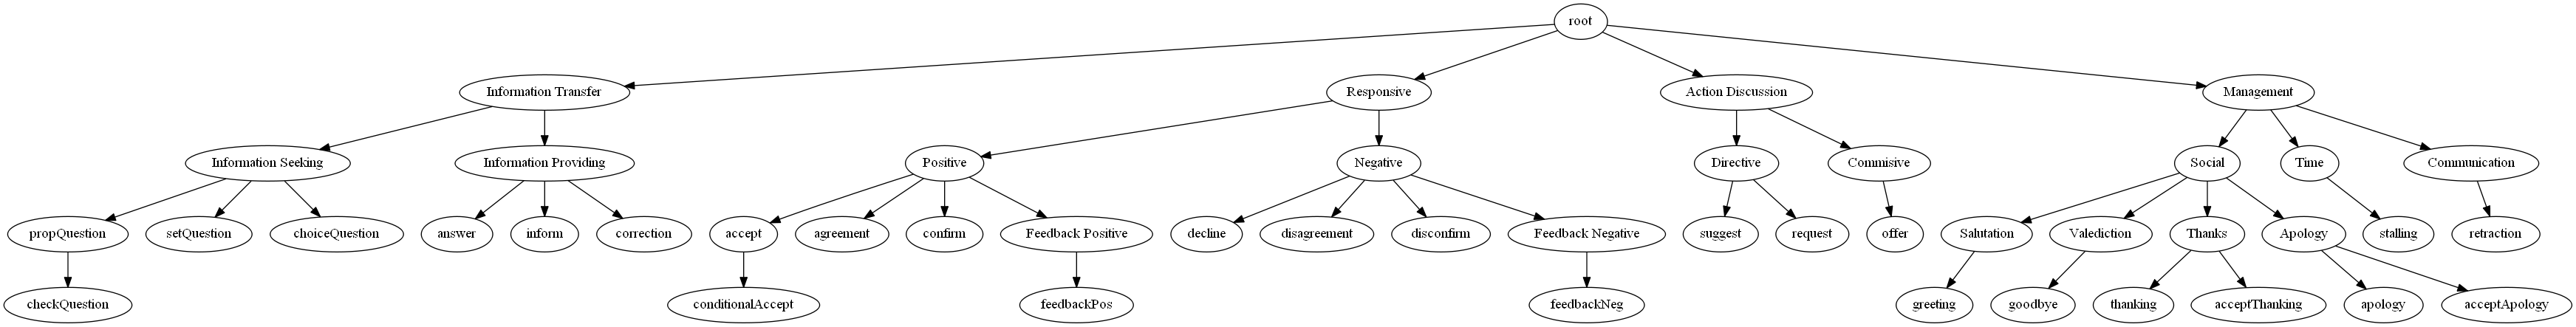 root
Information Transfer
Responsive
Action Discussion
Management
Information Seeking
Information Providing
Positive
Negative
Directive
Commisive
Social
Time
Communication
propQuestion
setQuestion
choiceQuestion
answer
inform
correction
accept
agreement
confirm
Feedback Positive
decline
disagreement
disconfirm
Feedback Negative
suggest
request
offer
Salutation
Valediction
Thanks
Apology
stalling
retraction
checkQuestion
conditionalAccept
feedbackPos
feedbackNeg
greeting
goodbye
thanking
acceptThanking
apology
acceptApology